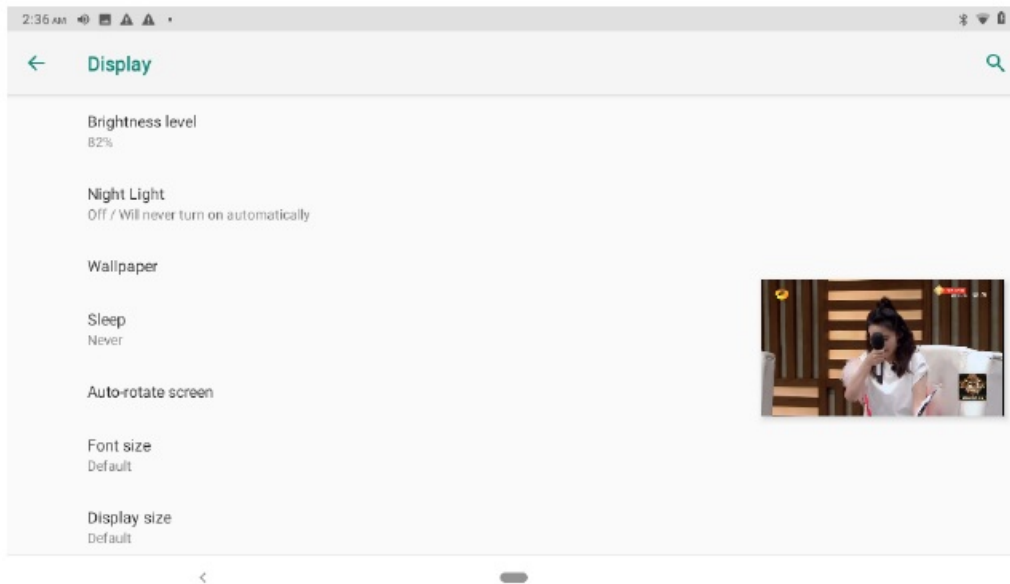 2:36 AM
Display
Brightness level
82%
Night Light
Off / Will never turn on automatically
Wallpaper
Sleep
Never
Auto-rotate screen
Font size
Default
Display size
Default